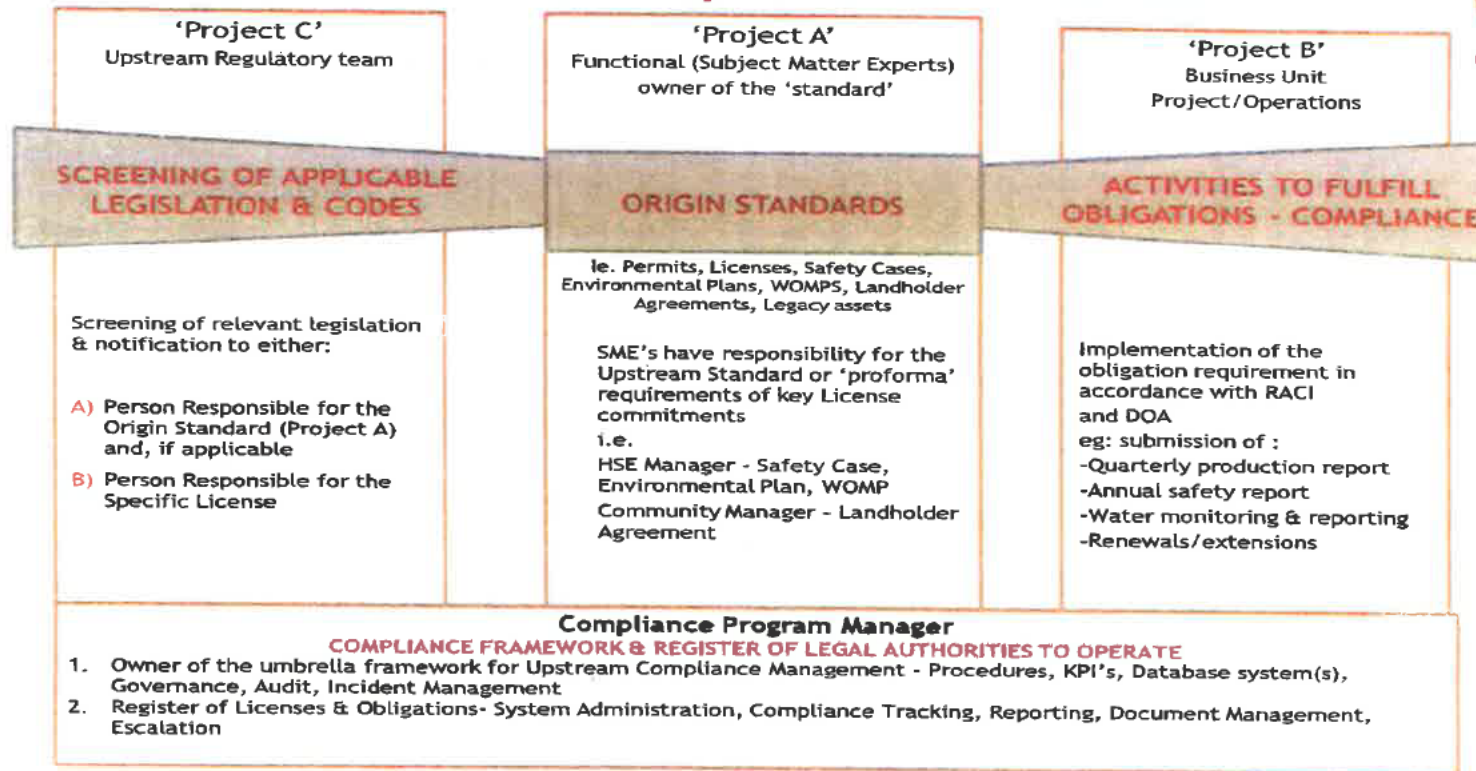 'Project C'
Upstream Regulatory team
SCREENING OF APPLICABLE
LEGISLATION & CODES
Screening of relevant legislation
& notification to either:
A) Person Responsible for the
Origin Standard (Project A)
and, if applicable
B) Person Responsible for the
Specific License
'Project A'
Functional (Subject Matter Experts)
owner of the 'standard'
ORIGIN STANDARDS
Ie. Permits, Licenses, Safety Cases,
Environmental Plans, WOMPS, Landholder
Agreements, Legacy assets
SME's have responsibility for the
Upstream Standard or 'proforma'
requirements of key License
commitments
i.e.
HSE Manager - Safety Case,
Environmental Plan, WOMP
Community Manager - Landholder
Agreement
'Project B'
Business Unit
Project/Operations
ACTIVITIES TO FULFILL
OBLIGATIONS - COMPLIANCE
Implementation of the
obligation requirement in
accordance with RACI
and DOA
eg: submission of :
-Quarterly production report
-Annual safety report
-Water monitoring & reporting
-Renewals/extensions
Compliance Program Manager
COMPLIANCE FRAMEWORK & REGISTER OF LEGAL AUTHORITIES TO OPERATE
1. Owner of the umbrella framework for Upstream Compliance Management - Procedures, KPI's, Database system(s),
Governance, Audit, Incident Management
2. Register of Licenses & Obligations- System Administration, Compliance Tracking, Reporting, Document Management,
Escalation